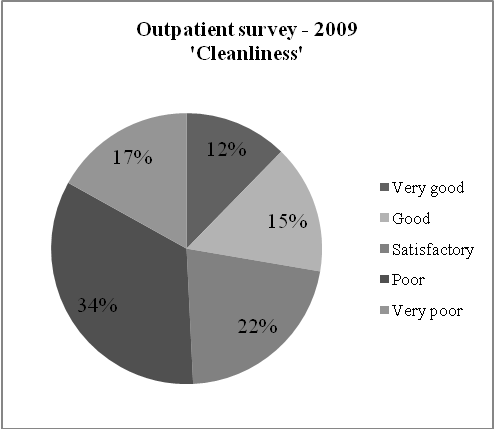 Outpatient survey - 2009
'Cleanliness'
12%
15%
22%
34%
17%
Very good
Good
Satisfactory
Poor
Very poor